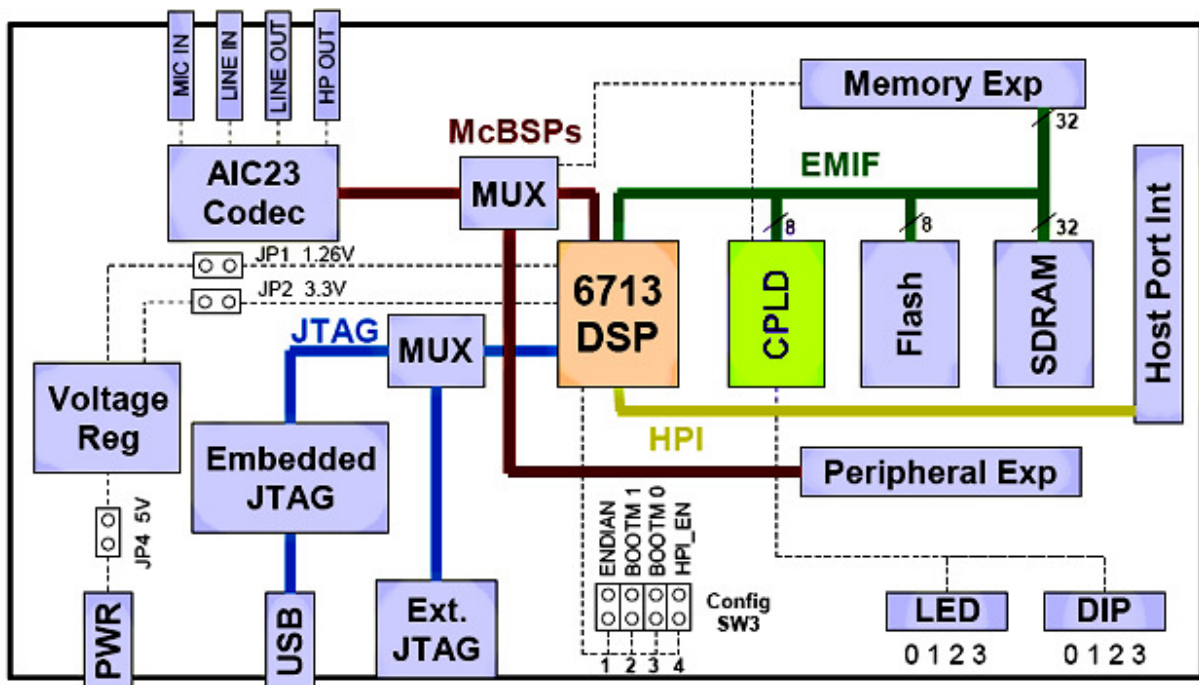 MIC IN
LINE IN
LINE OUT
HP OUT
Memory Exp
32
McBSPs
AIC23
Codec
MUX
EMIF
8
8
32
JP1 1.26V
JP2 3.3V
6713
DSP
CPLD
Flash
SDRAM
Host Port Int
JTAG
MUX
Voltage
Reg
HPI
Embedded
JTAG
Peripheral Exp
JP4 5V
ENDIAN
BOOTM 1
BOOTM 0
HPI_EN
Config
SW3
1 2 3 4
PWR
USB
Ext.
JTAG
LED
DIP
0 1 2 3
0 1 2 3